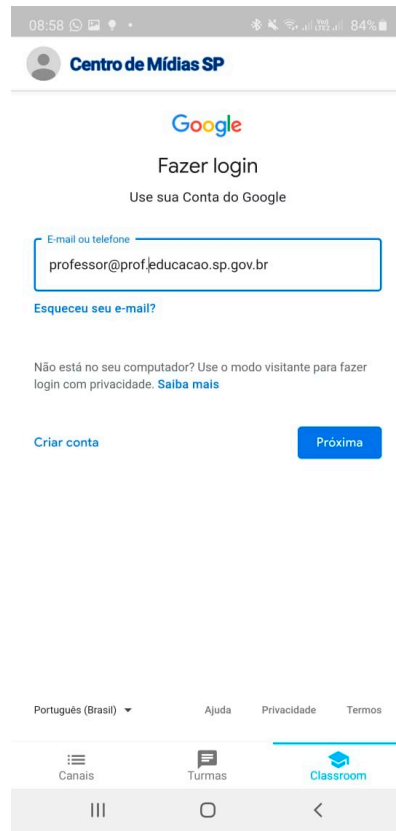 08:58 84%
Centro de Mídias SP
Google
Fazer login
Use sua Conta do Google
E-mail ou telefone
professor@prof.educacao.sp.gov.br
Esqueceu seu e-mail?
Não está no seu computador? Use o modo visitante para fazer
login com privacidade. Saiba mais
Criar conta Próxima
Português (Brasil) Ajuda Privacidade Termos
Canais Turmas Classroom